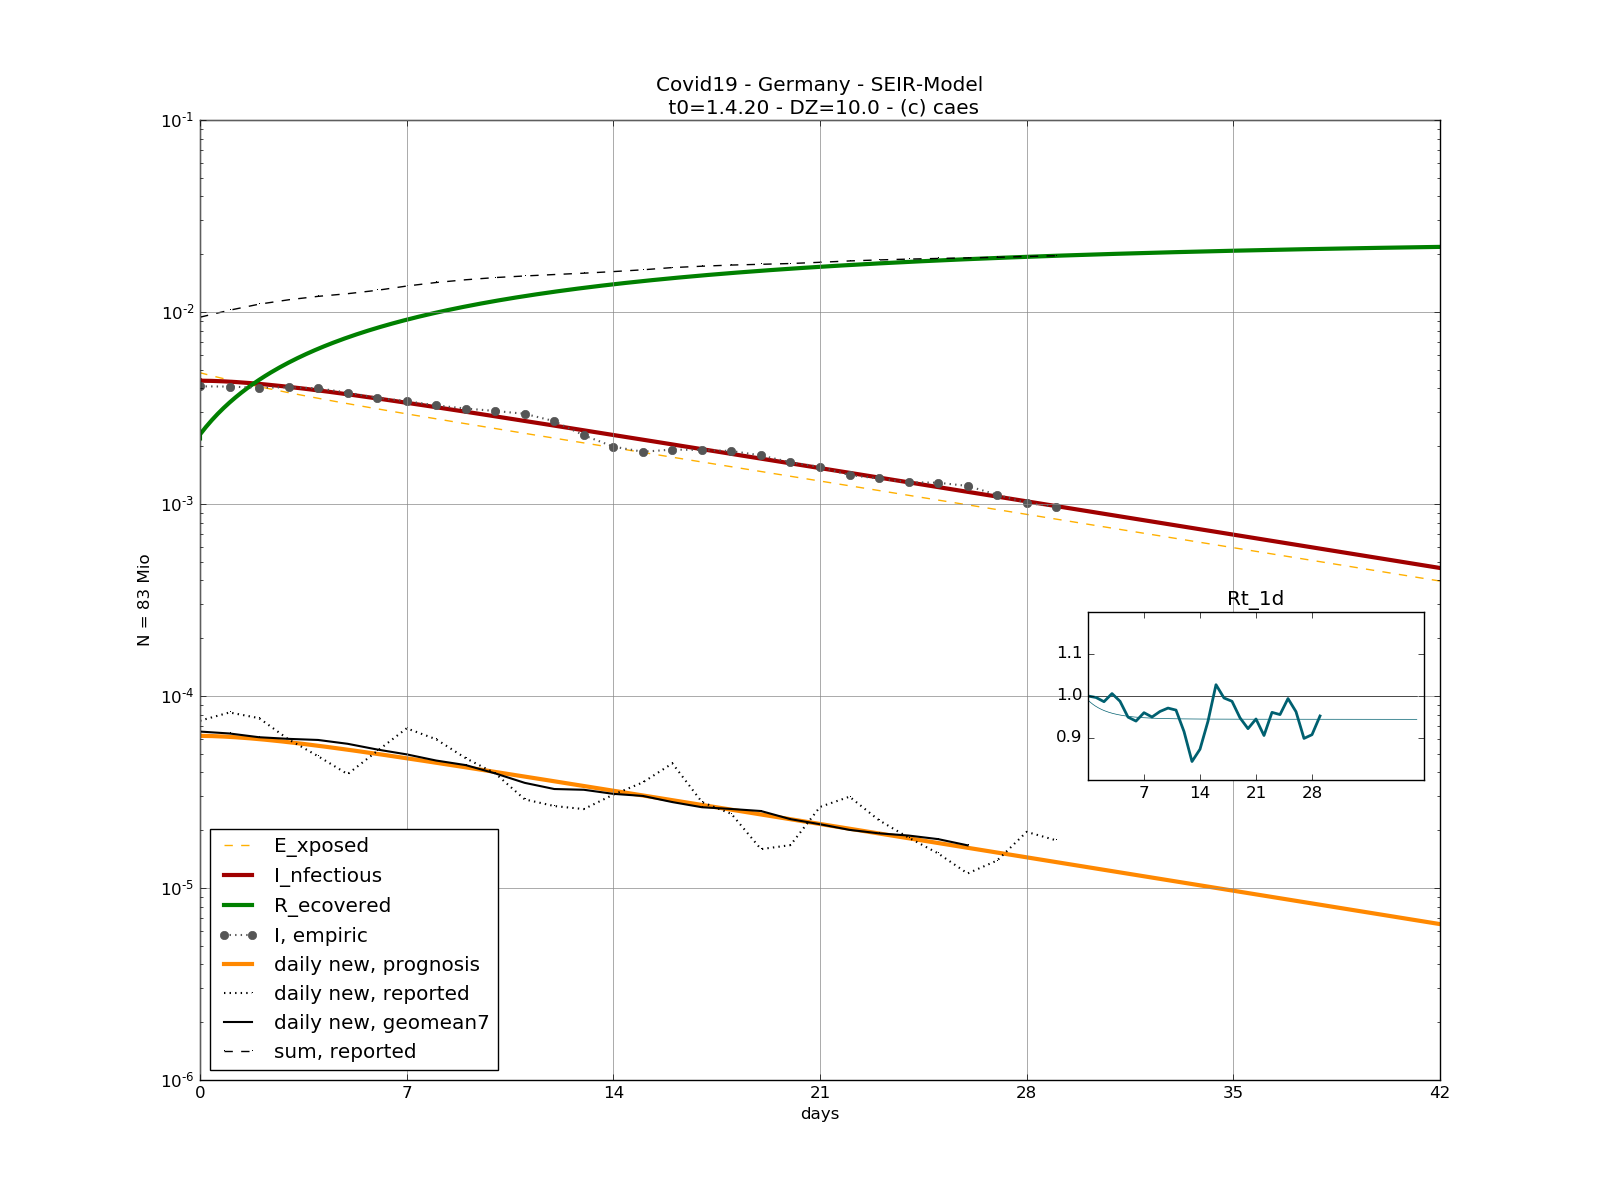 Covid19 - Germany - SEIR-Model
t0=1.4.20 - DZ=10.0 - (c) caes
10^-1
10^-2
10^-3
10^-4
10^-5
10^-6
N = 83 Mio
Rt_1d
1.1
1.0
0.9
7 14 21 28
E_xposed
I_nfectious
R_ecovered
I, empiric
daily new, prognosis
daily new, reported
daily new, geomean7
sum, reported
0 7 14 21 28 35 42
days